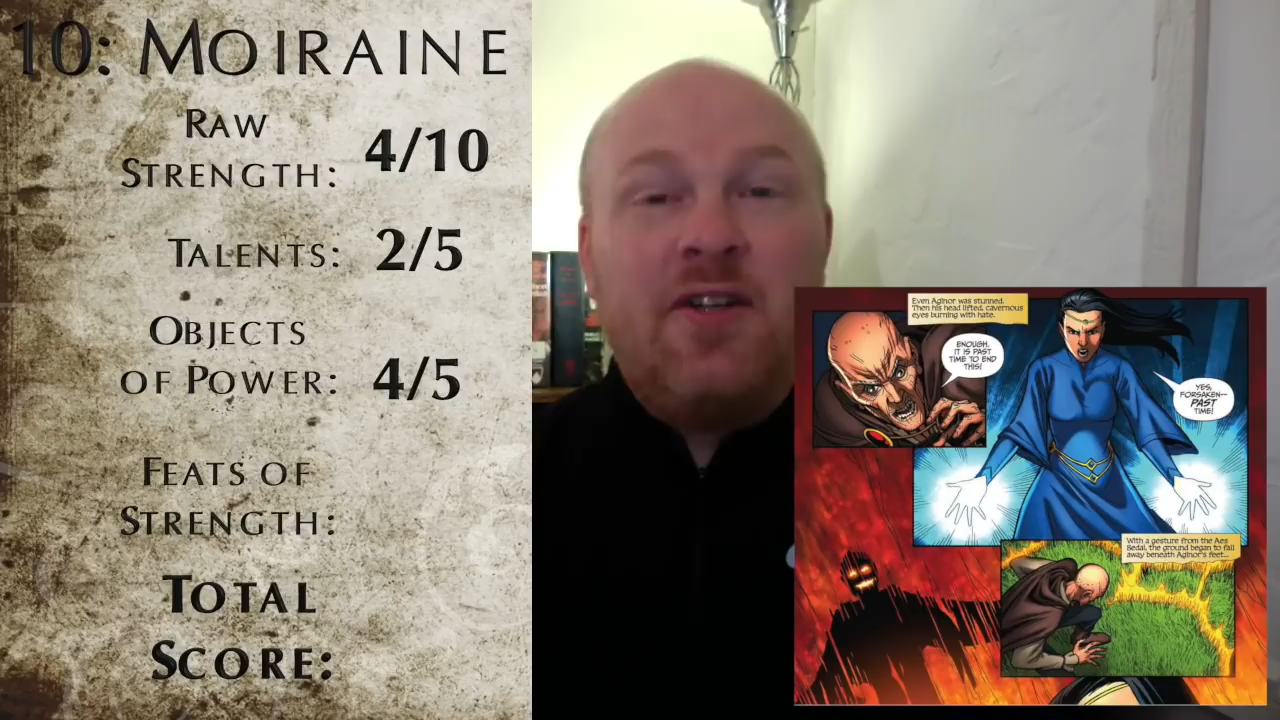 10: MOIRAINE
RAW
STRENGTH: 4/10
TALENTS: 2/5
OBJECTS
OF POWER: 4/5
FEATS OF
STRENGTH:
TOTAL
SCORE:
Even Aginor was stunned.
Then his head lifted, cavernous
eyes burning with hate.
ENOUGH.
IT IS PAST
TIME TO END
THIS!
YES,
FORSAKEN--
PAST
TIME!
With a gesture from the Aes
Sedai, the ground began to fall
away beneath Aginor's feet...